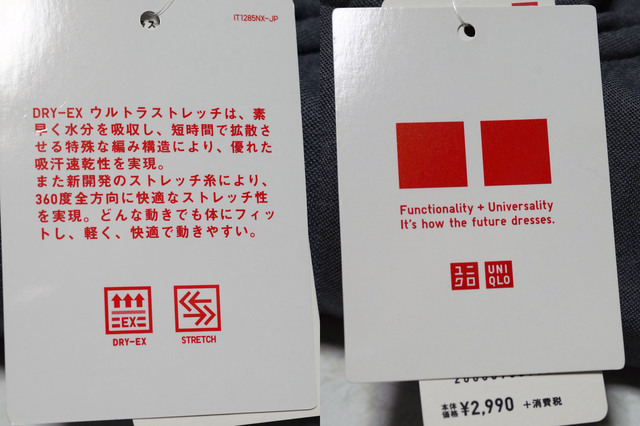 IT1285NX-JP
DRY-EX ウルトラストレッチは、素
早く水分を吸収し、短時間で拡散さ
せる特殊な編み構造により、優れた
吸汗速乾性を実現。
また新開発のストレッチ糸により、
360度全方向に快適なストレッチ性
を実現。どんな動きでも体にフィッ
トし、軽く、快適で動きやすい。
EX
DRY-EX
STRETCH
Functionality + Universality
It's how the future dresses.
ユニ
クロ
UNI
QLO
本体
価格 ¥2,990 +消費税